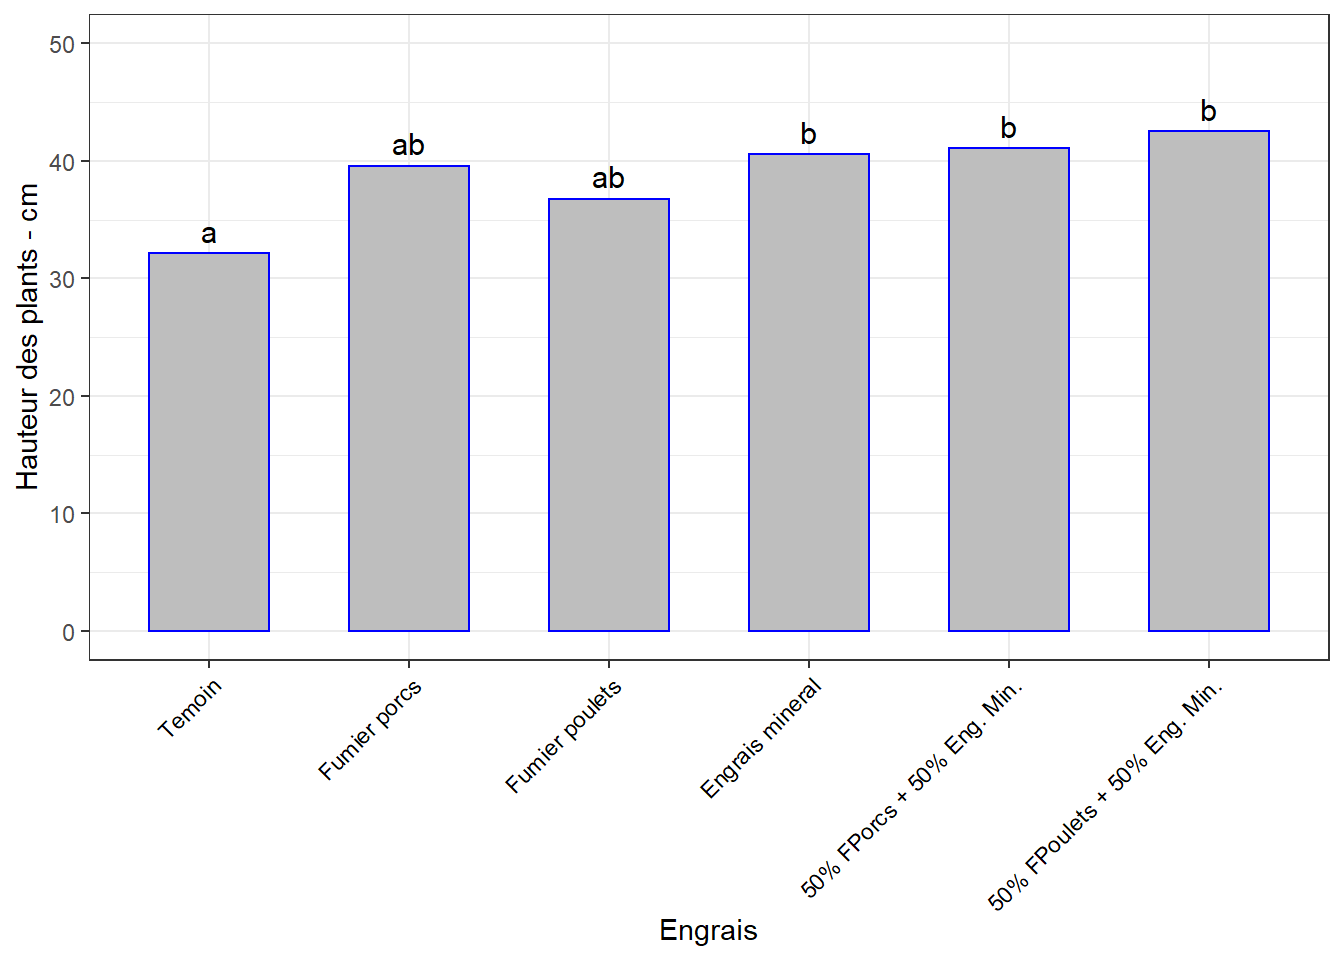 Hauteur des plants - cm
50
40
30
20
10
0
a
ab
ab
b
b
b
Temoin
Fumier porcs
Fumier poulets
Engrais mineral
50% FPorcs + 50% Eng. Min.
50% FPoulets + 50% Eng. Min.
Engrais